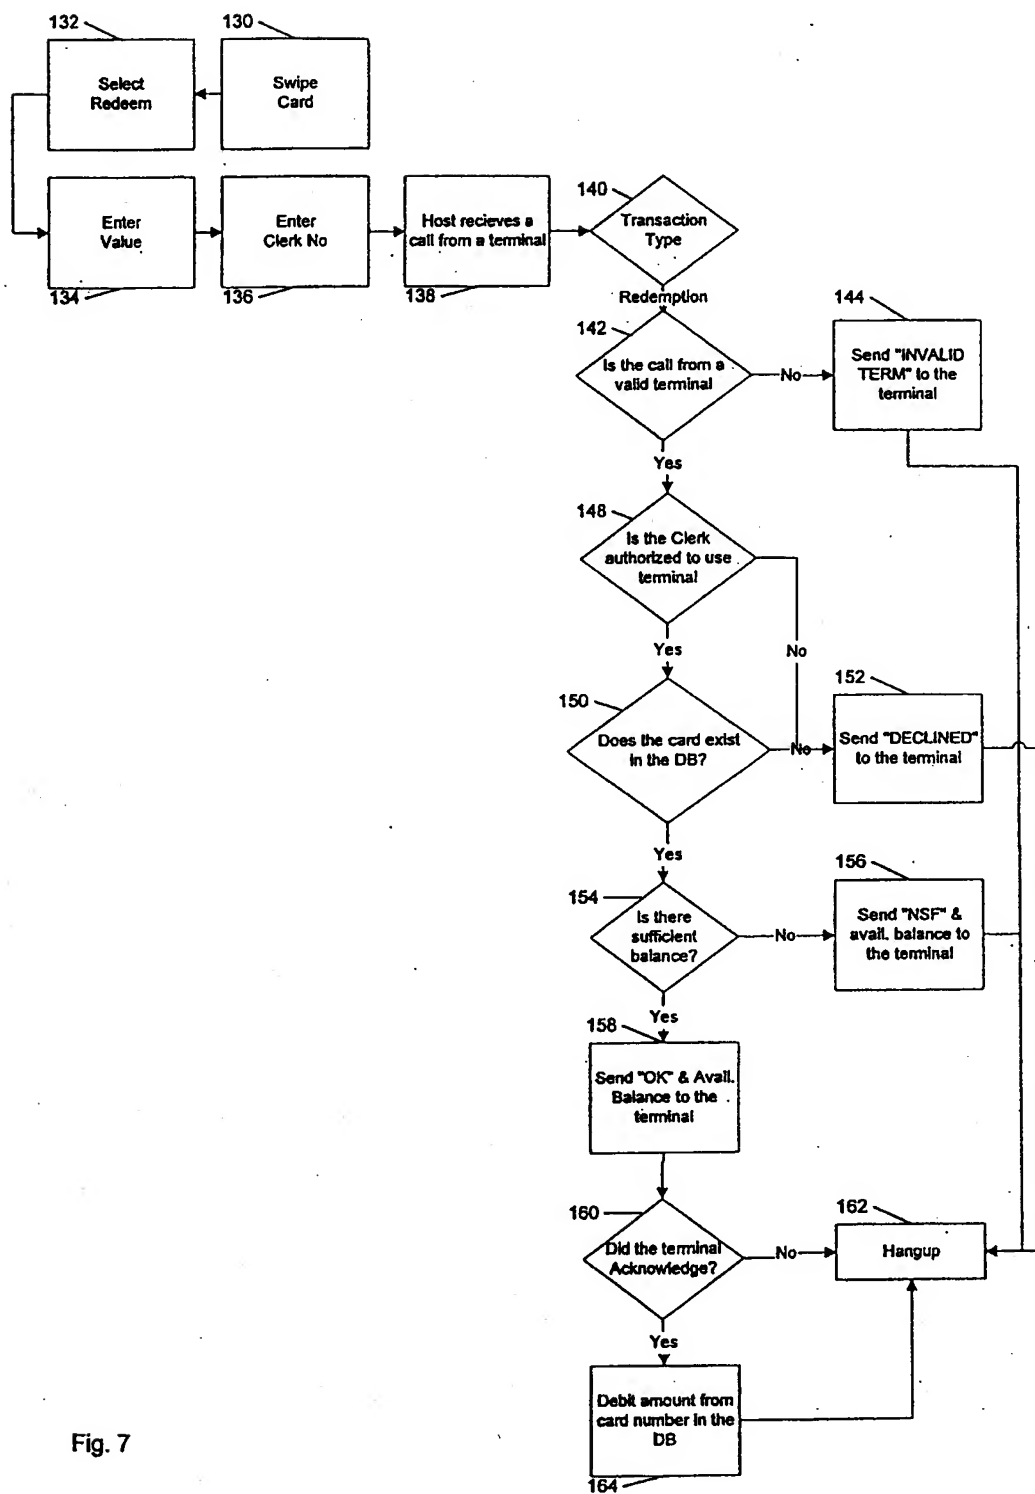 132
130
Select
Redeem
Swipe
Card
Enter
Value
Enter
Clerk No
Host recieves a
call from a terminal
140
Transaction
Type
134
136
138
Redemption
142
144
Is the call from a
valid terminal
No
Send "INVALID
TERM" to the
terminal
Yes
148
Is the Clerk
authorized to use
terminal
Yes
No
150
152
Does the card exist
in the DB?
No
Send "DECLINED"
to the terminal
Yes
154
156
Is there
sufficient
balance?
No
Send "NSF" &
avail. balance to
the terminal
Yes
158
Send "OK" & Avail.
Balance to the
terminal
160
162
Did the terminal
Acknowledge?
No
Hangup
Yes
Debit amount from
card number in the
DB
164
Fig. 7